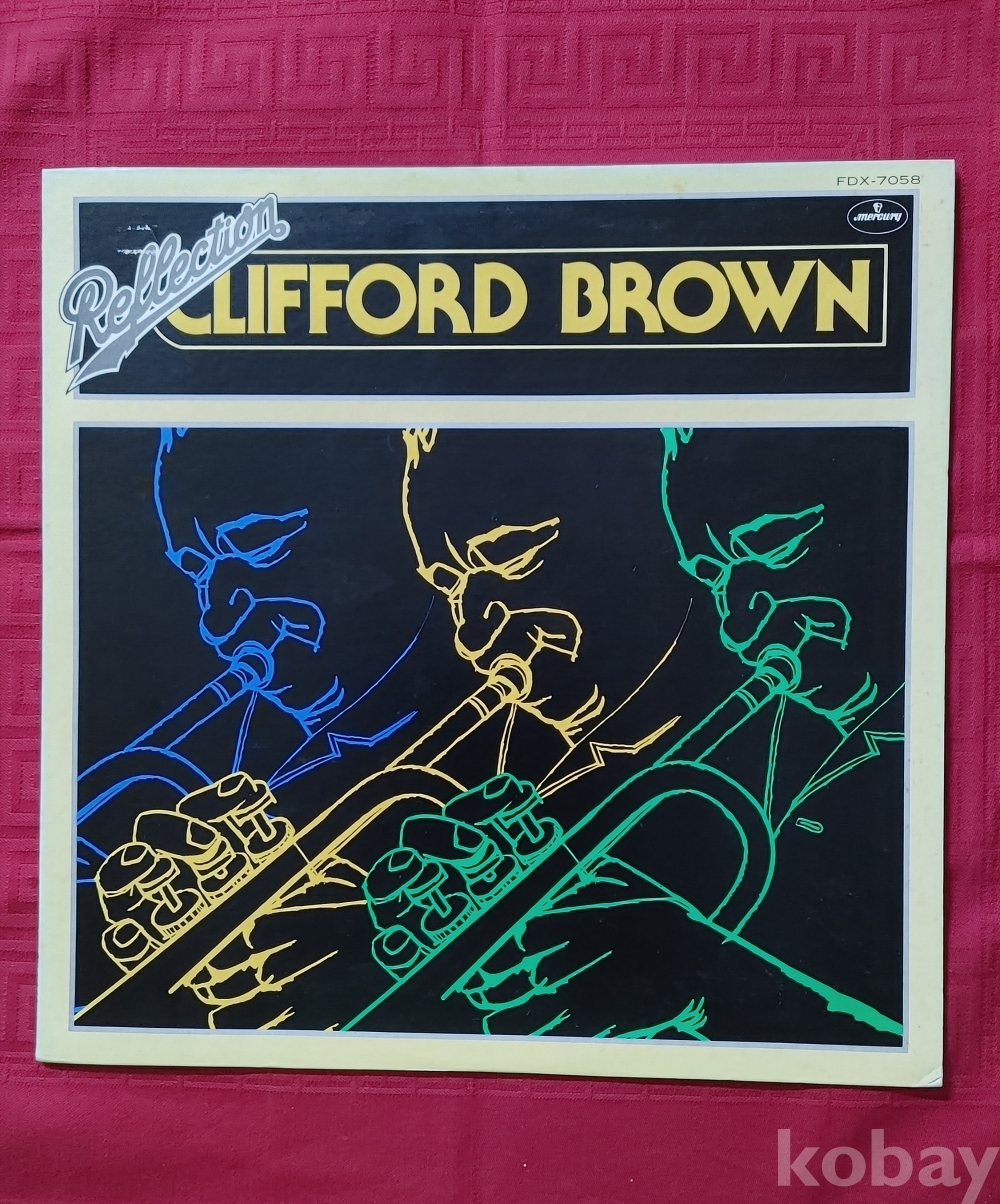 FDX-7058
mercury
Reflection
CLIFFORD BROWN
kobay